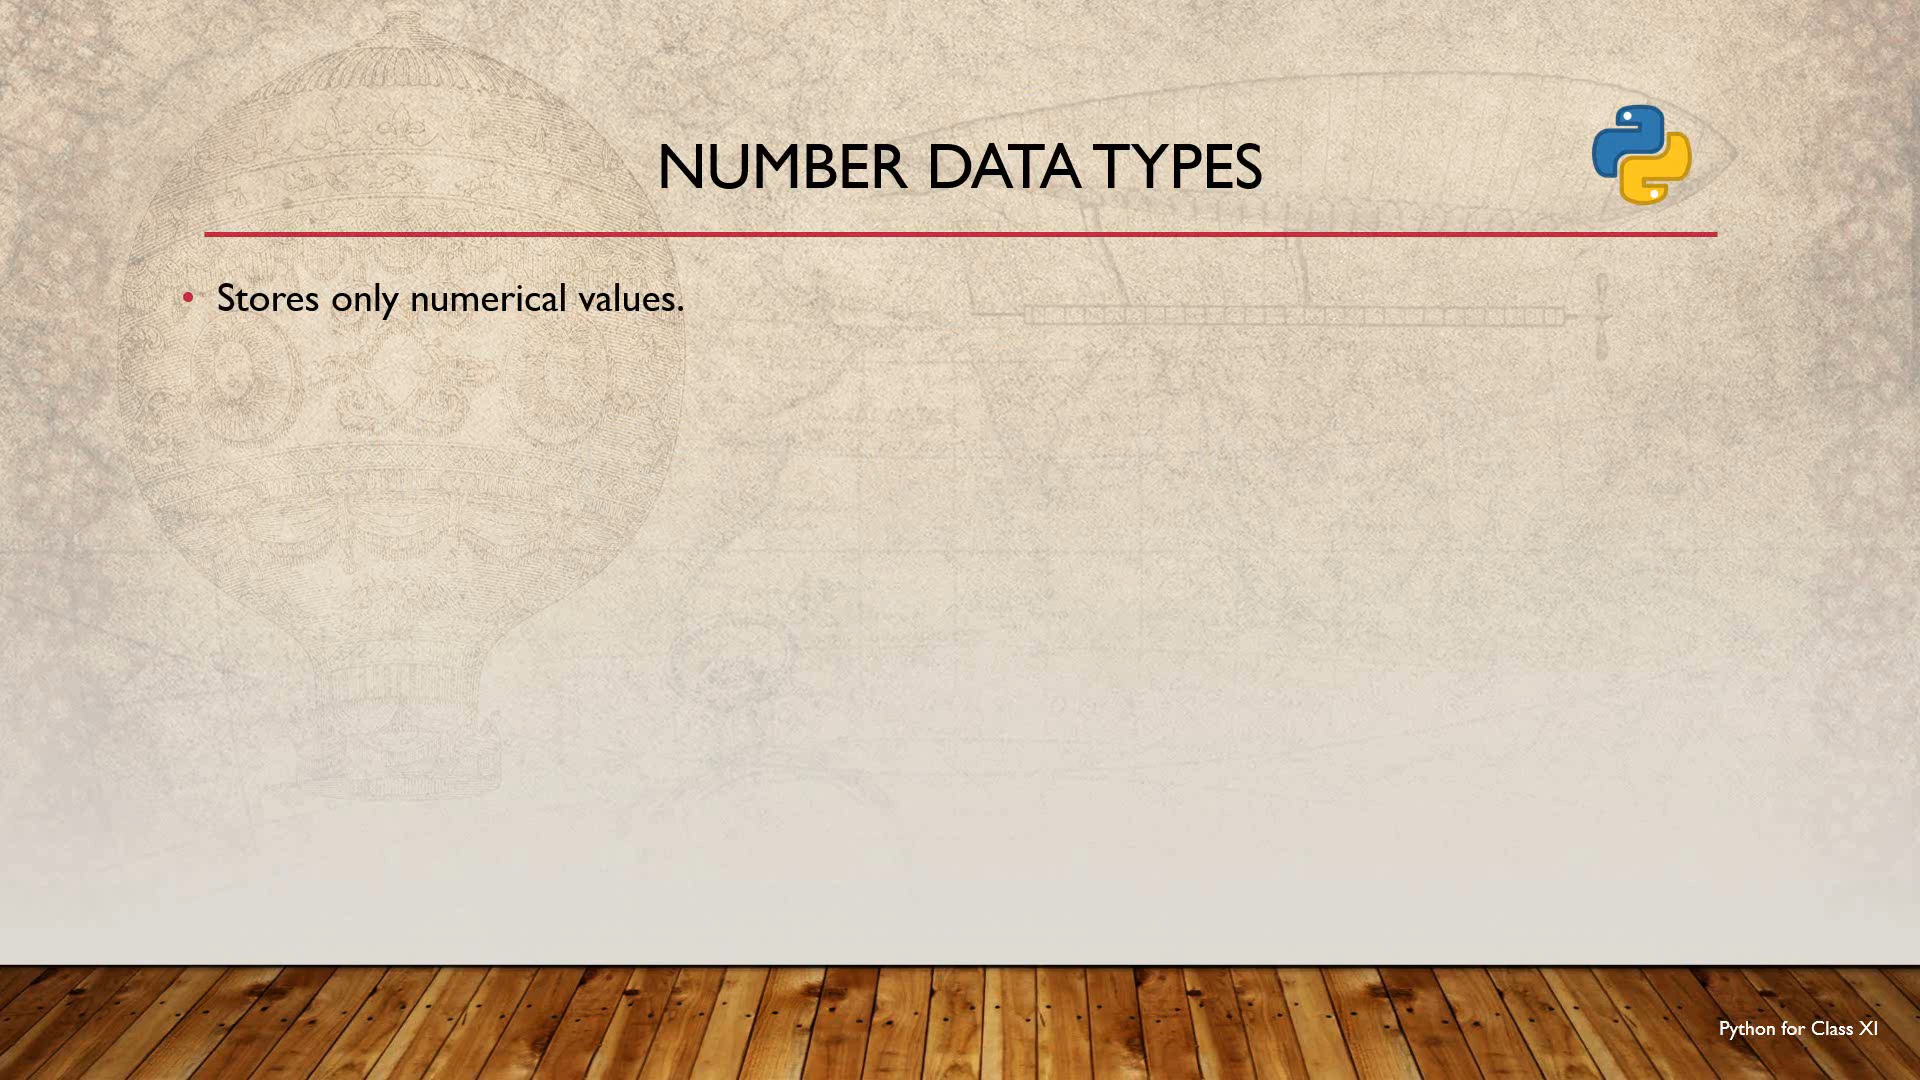 NUMBER DATA TYPES
• Stores only numerical values.
Python for Class XI